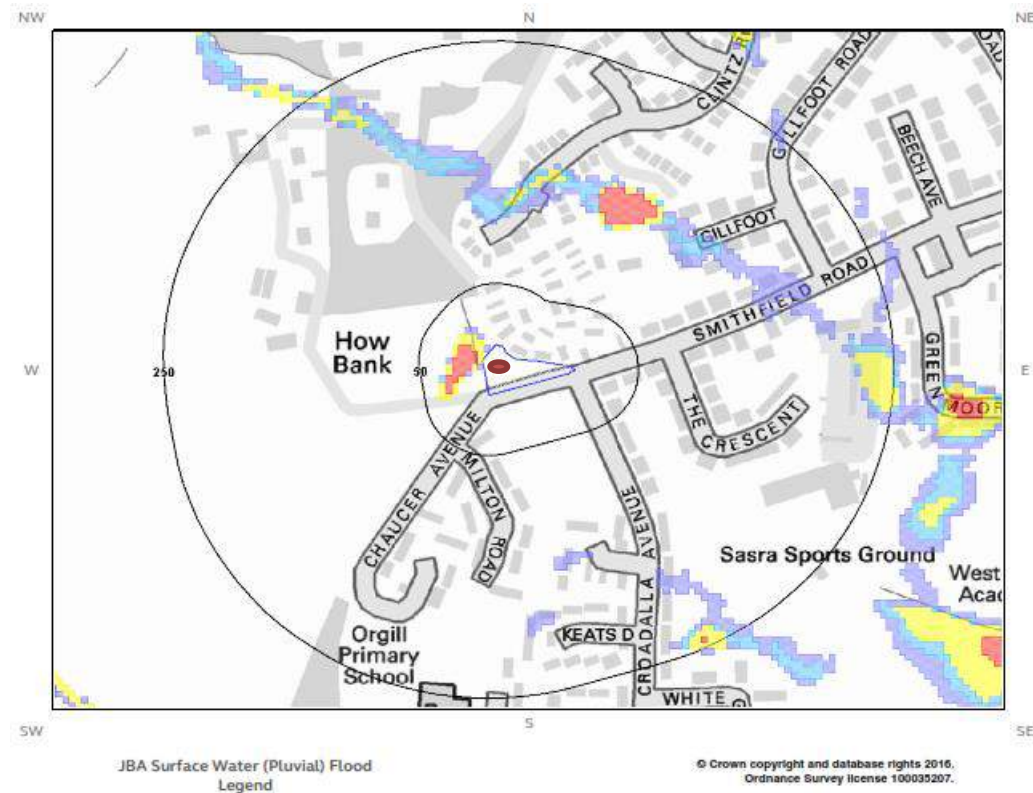 NW
N
NE
CLINTZ R
GILLFOOT ROAD
OAD
BEECH AVE
GILLFOOT
SMITHFIELD ROAD
How
Bank
W
250
50
E
GREEN
MOOR
THE
CRESCENT
CHAUCER AVENUE
MILTON
ROAD
CROADALLA AVENUE
Sasra Sports Ground
West
Acad
Orgill
Primary
School
KEATS D
WHITE
SW
S
SE
JBA Surface Water (Pluvial) Flood
Legend
© Crown copyright and database rights 2016.
Ordnance Survey license 100035207.